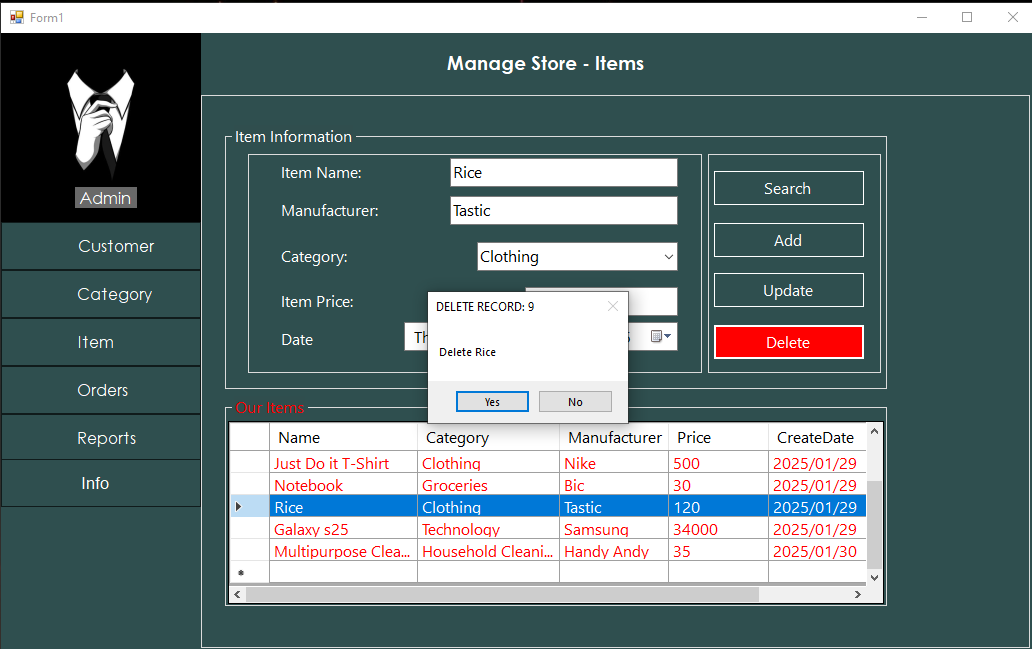 Form1
Manage Store - Items
Admin
Customer
Category
Item
Orders
Reports
Info
Item Information
Item Name: Rice
Manufacturer: Tastic
Category: Clothing
Item Price:
Date
Search
Add
Update
Delete
DELETE RECORD: 9
Delete Rice
Yes No
Our Items
Name Category Manufacturer Price CreateDate
Just Do it T-Shirt Clothing Nike 500 2025/01/29
Notebook Groceries Bic 30 2025/01/29
Rice Clothing Tastic 120 2025/01/29
Galaxy s25 Technology Samsung 34000 2025/01/29
Multipurpose Clea... Household Cleani... Handy Andy 35 2025/01/30